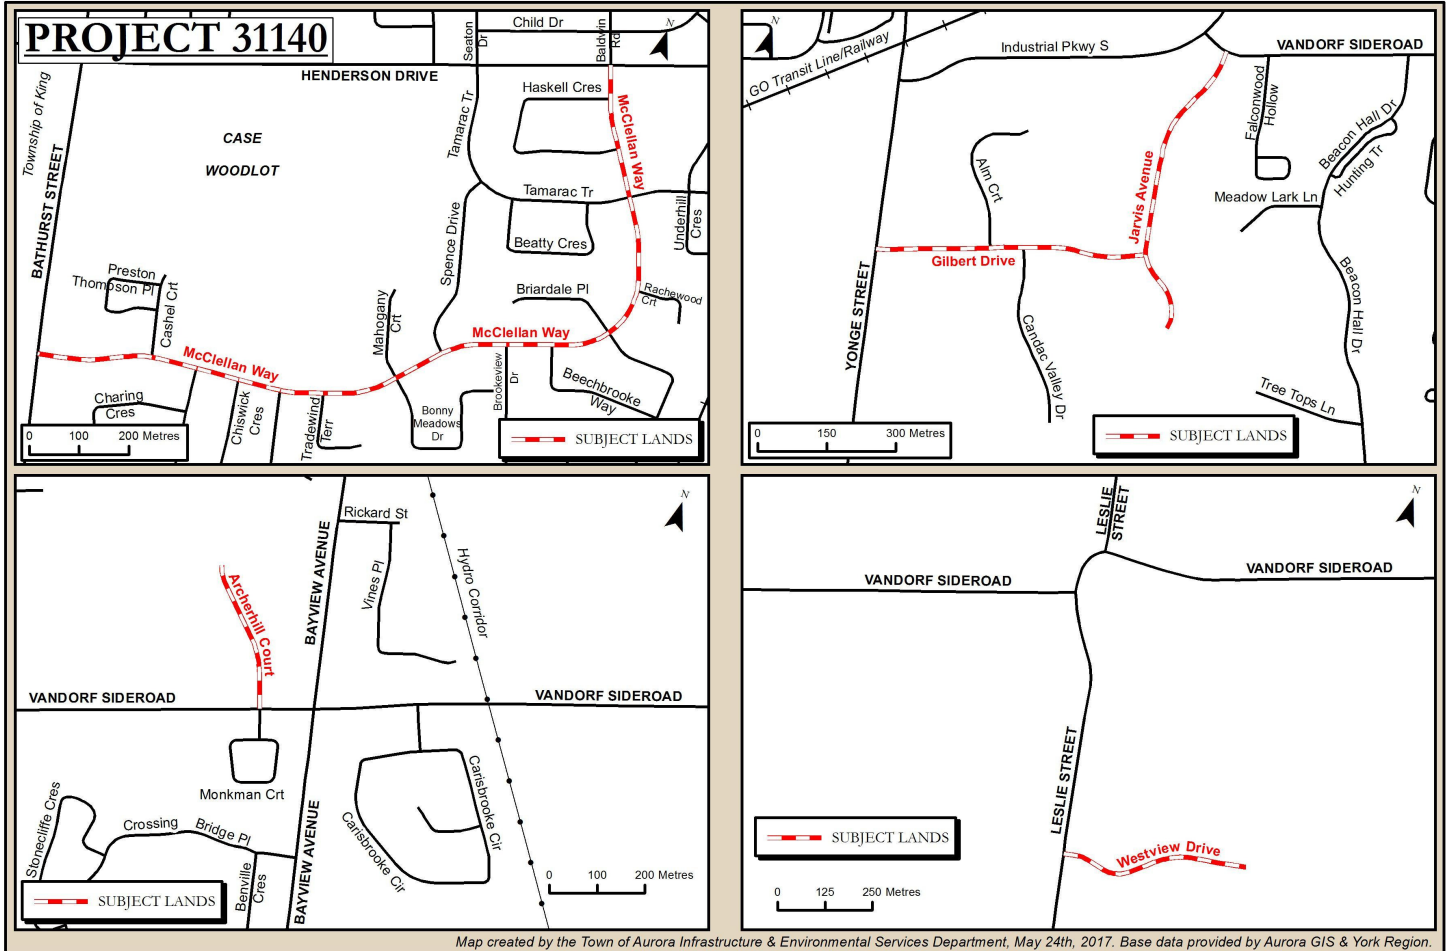 PROJECT 31140
Township of King
BATHURST STREET
HENDERSON DRIVE
CASE
WOODLOT
Seaton
Dr
Child Dr
Baldwin
Rd
N
Haskell Cres
McClellan Way
Tamarac Tr
Tamarac Tr
Spence Drive
Beatty Cres
Underhill
Cres
Briardale Pl
Rachewood
Crt
Preston
Thompson Pl
Cashel Crt
Mahogany
Crt
McClellan Way
McClellan Way
Charing
Cres
Chiswick
Cres
Tradewind
Terr
Bonny
Meadows
Dr
Brookeview
Dr
Beechbrooke
Way
0 100 200 Metres
SUBJECT LANDS
N
GO Transit Line/Railway
Industrial Pkwy S
VANDORF SIDEROAD
Falconwood
Hollow
Beacon Hall Dr
Hunting Tr
Alm Crt
Jarvis Avenue
Meadow Lark Ln
Gilbert Drive
YONGE STREET
Candac Valley Dr
Beacon Hall Dr
Tree Tops Ln
0 150 300 Metres
SUBJECT LANDS
Rickard St
N
BAYVIEW AVENUE
Vines Pl
Hydro Corridor
Archerhill Court
VANDORF SIDEROAD
VANDORF SIDEROAD
Monkman Crt
Stonecliffe Cres
Crossing
Bridge Pl
Benville
Cres
BAYVIEW AVENUE
Carisbrooke Cir
Carisbrooke Cir
SUBJECT LANDS
0 100 200 Metres
LESLIE
STREET
N
VANDORF SIDEROAD
VANDORF SIDEROAD
LESLIE STREET
Westview Drive
SUBJECT LANDS
0 125 250 Metres
Map created by the Town of Aurora Infrastructure & Environmental Services Department, May 24th, 2017. Base data provided by Aurora GIS & York Region.